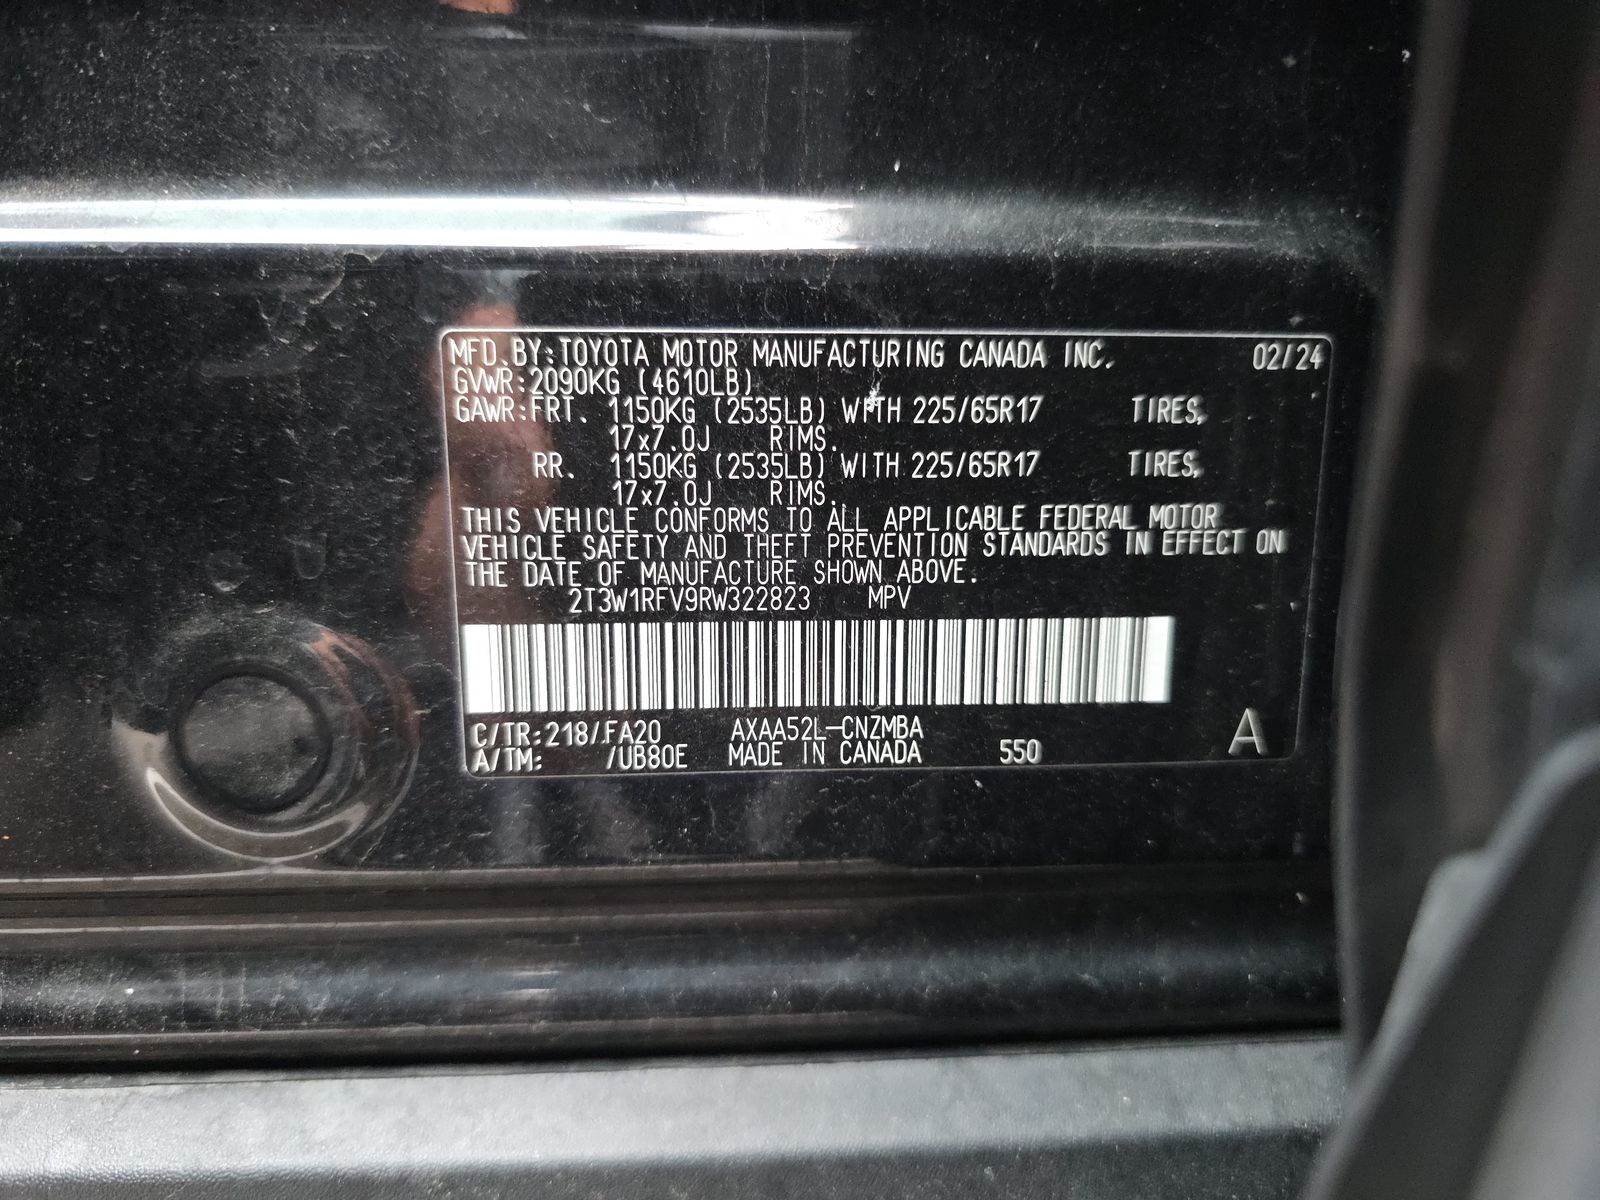 MFD. BY: TOYOTA MOTOR MANUFACTURING CANADA INC. 02/24
GVWR: 2090KG (4610LB)
GAWR: FRT. 1150KG (2535LB) WITH 225/65R17 TIRES,
17x7.0J RIMS.
RR. 1150KG (2535LB) WITH 225/65R17 TIRES,
17x7.0J RIMS.
THIS VEHICLE CONFORMS TO ALL APPLICABLE FEDERAL MOTOR
VEHICLE SAFETY AND THEFT PREVENTION STANDARDS IN EFFECT ON
THE DATE OF MANUFACTURE SHOWN ABOVE.
2T3W1RFV9RW322823 MPV
C/TR: 218/.FA20 AXAA52L-CNZMBA A
A/TM: /UB80E MADE IN CANADA 550